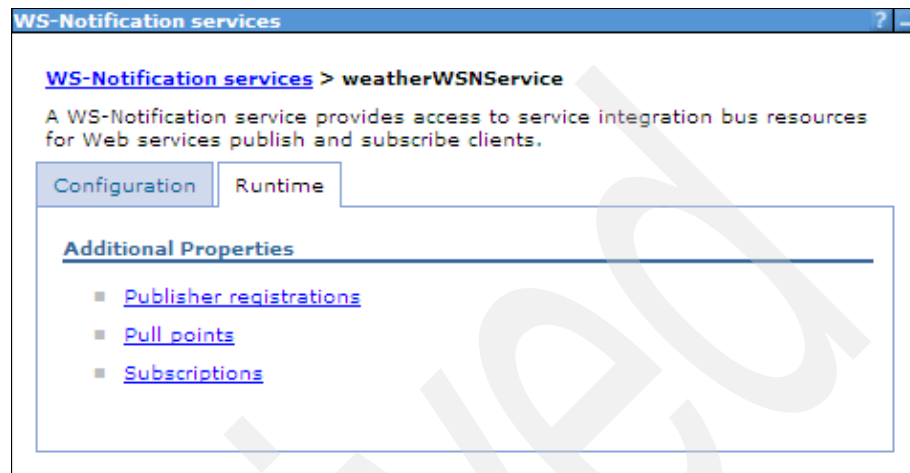 WS-Notification services ? -
WS-Notification services > weatherWSNService
A WS-Notification service provides access to service integration bus resources
for Web services publish and subscribe clients.
Configuration Runtime
Additional Properties
Publisher registrations
Pull points
Subscriptions